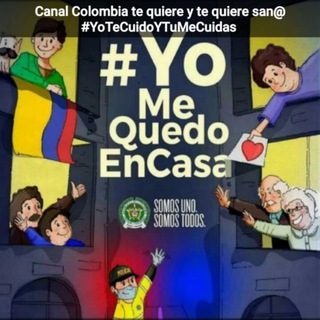 Canal Colombia te quiere y te quiere san@
#YoTeCuidoYTuMeCuidas
#Yo
Me
Quedo
EnCasa
SOMOS UNO.
SOMOS TODOS.